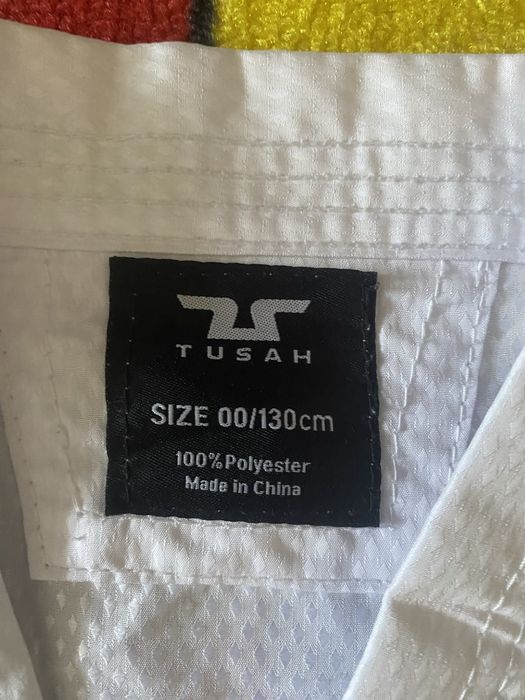 TUSAH
SIZE 00/130cm
100% Polyester
Made in China